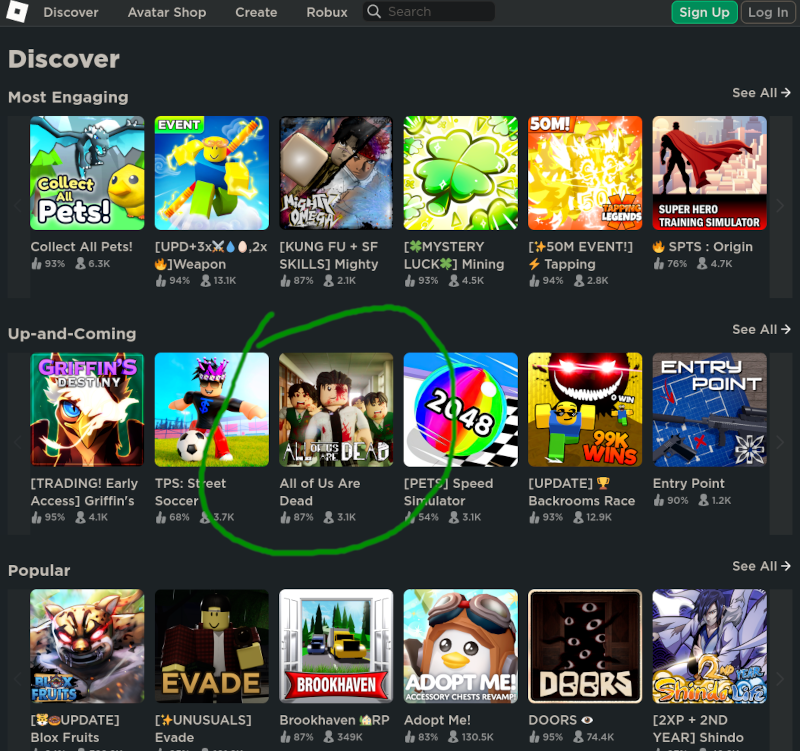 Discover Avatar Shop Create Robux Search Sign Up Log In
Discover
Most Engaging See All →
Collect All Pets!
EVENT
MIGHTY OMEGA
50M!
TAPPING LEGENDS X
SUPER HERO TRAINING SIMULATOR
Collect All Pets!
93% 6.3K
[UPD+3x⚔️💧🥚,2x🔥]Weapon
94% 13.1K
[KUNG FU + SF SKILLS] Mighty
87% 2.1K
[🍀MYSTERY LUCK🍀] Mining
93% 4.5K
[✨50M EVENT!] ⚡ Tapping
94% 2.8K
🔥 SPTS : Origin
76% 4.7K
Up-and-Coming See All →
GRIFFIN'S DESTINY
ALL OF US ARE DEAD
2048
0 WIN
99K WINS
ENTRY POINT
[TRADING! Early Access] Griffin's
95% 4.1K
TPS: Street Soccer
68% 3.7K
All of Us Are Dead
87% 3.1K
[PETS] Speed Simulator
54% 3.1K
[UPDATE] 🏆 Backrooms Race
93% 12.9K
Entry Point
90% 1.2K
Popular See All →
BLOX FRUITS
EVADE
BROOKHAVEN
ADOPT ME!
ACCESSORY CHESTS REVAMP!
DOORS
2ND YEAR
Shindo Life
[🐯🍩UPDATE] Blox Fruits
[✨UNUSUALS] Evade
Brookhaven 🏡RP
87% 349K
Adopt Me!
83% 130.5K
DOORS 👁️
95% 74.4K
[2XP + 2ND YEAR] Shindo